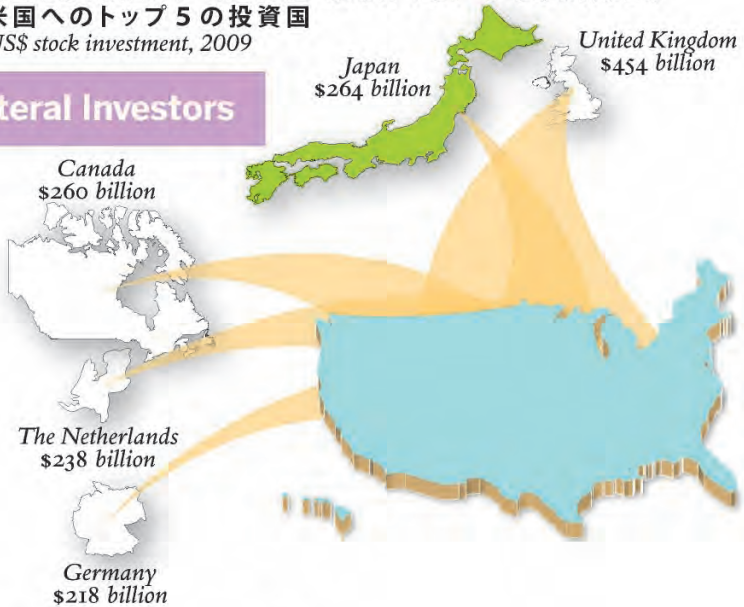 米国へのトップ 5 の投資国
US$ stock investment, 2009
Investors
Japan
$264 billion
United Kingdom
$454 billion
Canada
$260 billion
The Netherlands
$238 billion
Germany
$218 billion